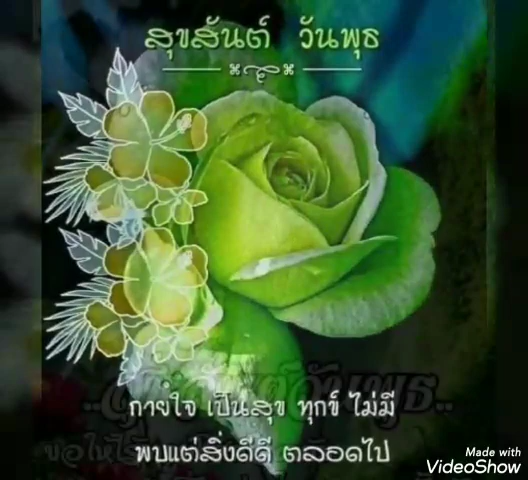 สุขสันต์ วันพุธ
กายใจ เป็นสุข ทุกข์ ไม่มี
พบแต่สิ่งดีดี ตลอดไป
Made with
VideoShow